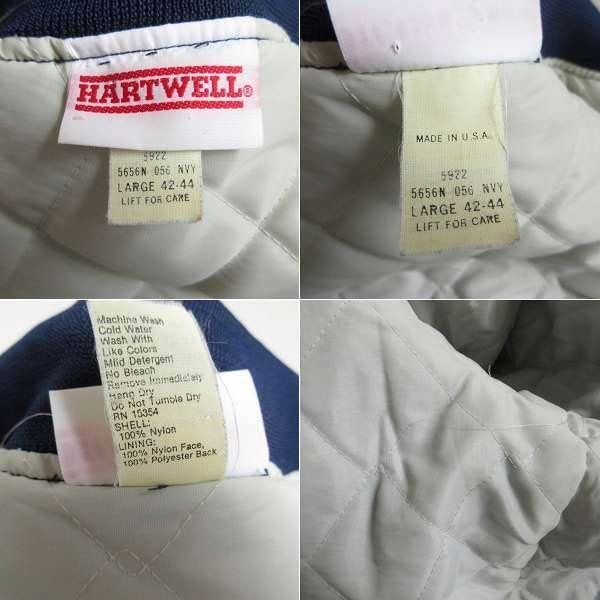 HARTWELL®
5922
5656N 056 NVY
LARGE 42-44
LIFT FOR CARE
MADE IN U.S.A.
5922
5656N 056 NVY
LARGE 42-44
LIFT FOR CARE
Machine Wash
Cold Water
Wash With
Like Colors
Mild Detergent
No Bleach
Remove Immediately
Hang Dry
Do Not Tumble Dry
RN 15354
SHELL:
100% Nylon
LINING:
100% Nylon Face,
100% Polyester Back